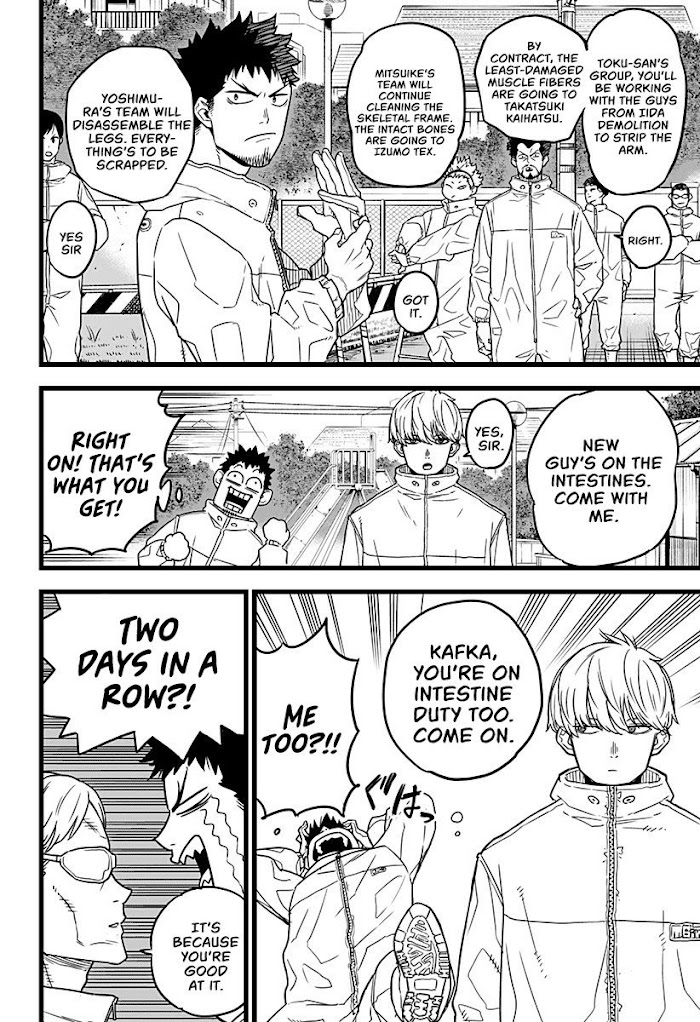 TOKU-SAN'S
GROUP, YOU'LL
BE WORKING
WITH THE GUYS
FROM IIDA
DEMOLITION
TO STRIP THE
ARM.
RIGHT.
BY
CONTRACT, THE
LEAST-DAMAGED
MUSCLE FIBERS
ARE GOING TO
TAKATSUKI
KAIHATSU.
MITSUIKE'S
TEAM WILL
CONTINUE
CLEANING THE
SKELETAL FRAME.
THE INTACT BONES
ARE GOING TO
IZUMO TEX.
GOT
IT.
YOSHIMU-
RA'S TEAM WILL
DISASSEMBLE THE
LEGS. EVERY-
THING'S TO BE
SCRAPPED.
YES
SIR
NEW
GUY'S ON THE
INTESTINES.
COME WITH
ME.
YES,
SIR.
RIGHT
ON! THAT'S
WHAT YOU
GET!
KAFKA,
YOU'RE ON
INTESTINE
DUTY TOO.
COME ON.
ME
TOO?!!
ぐはっ
TWO
DAYS IN A
ROW?!
IT'S
BECAUSE
YOU'RE
GOOD
AT IT.